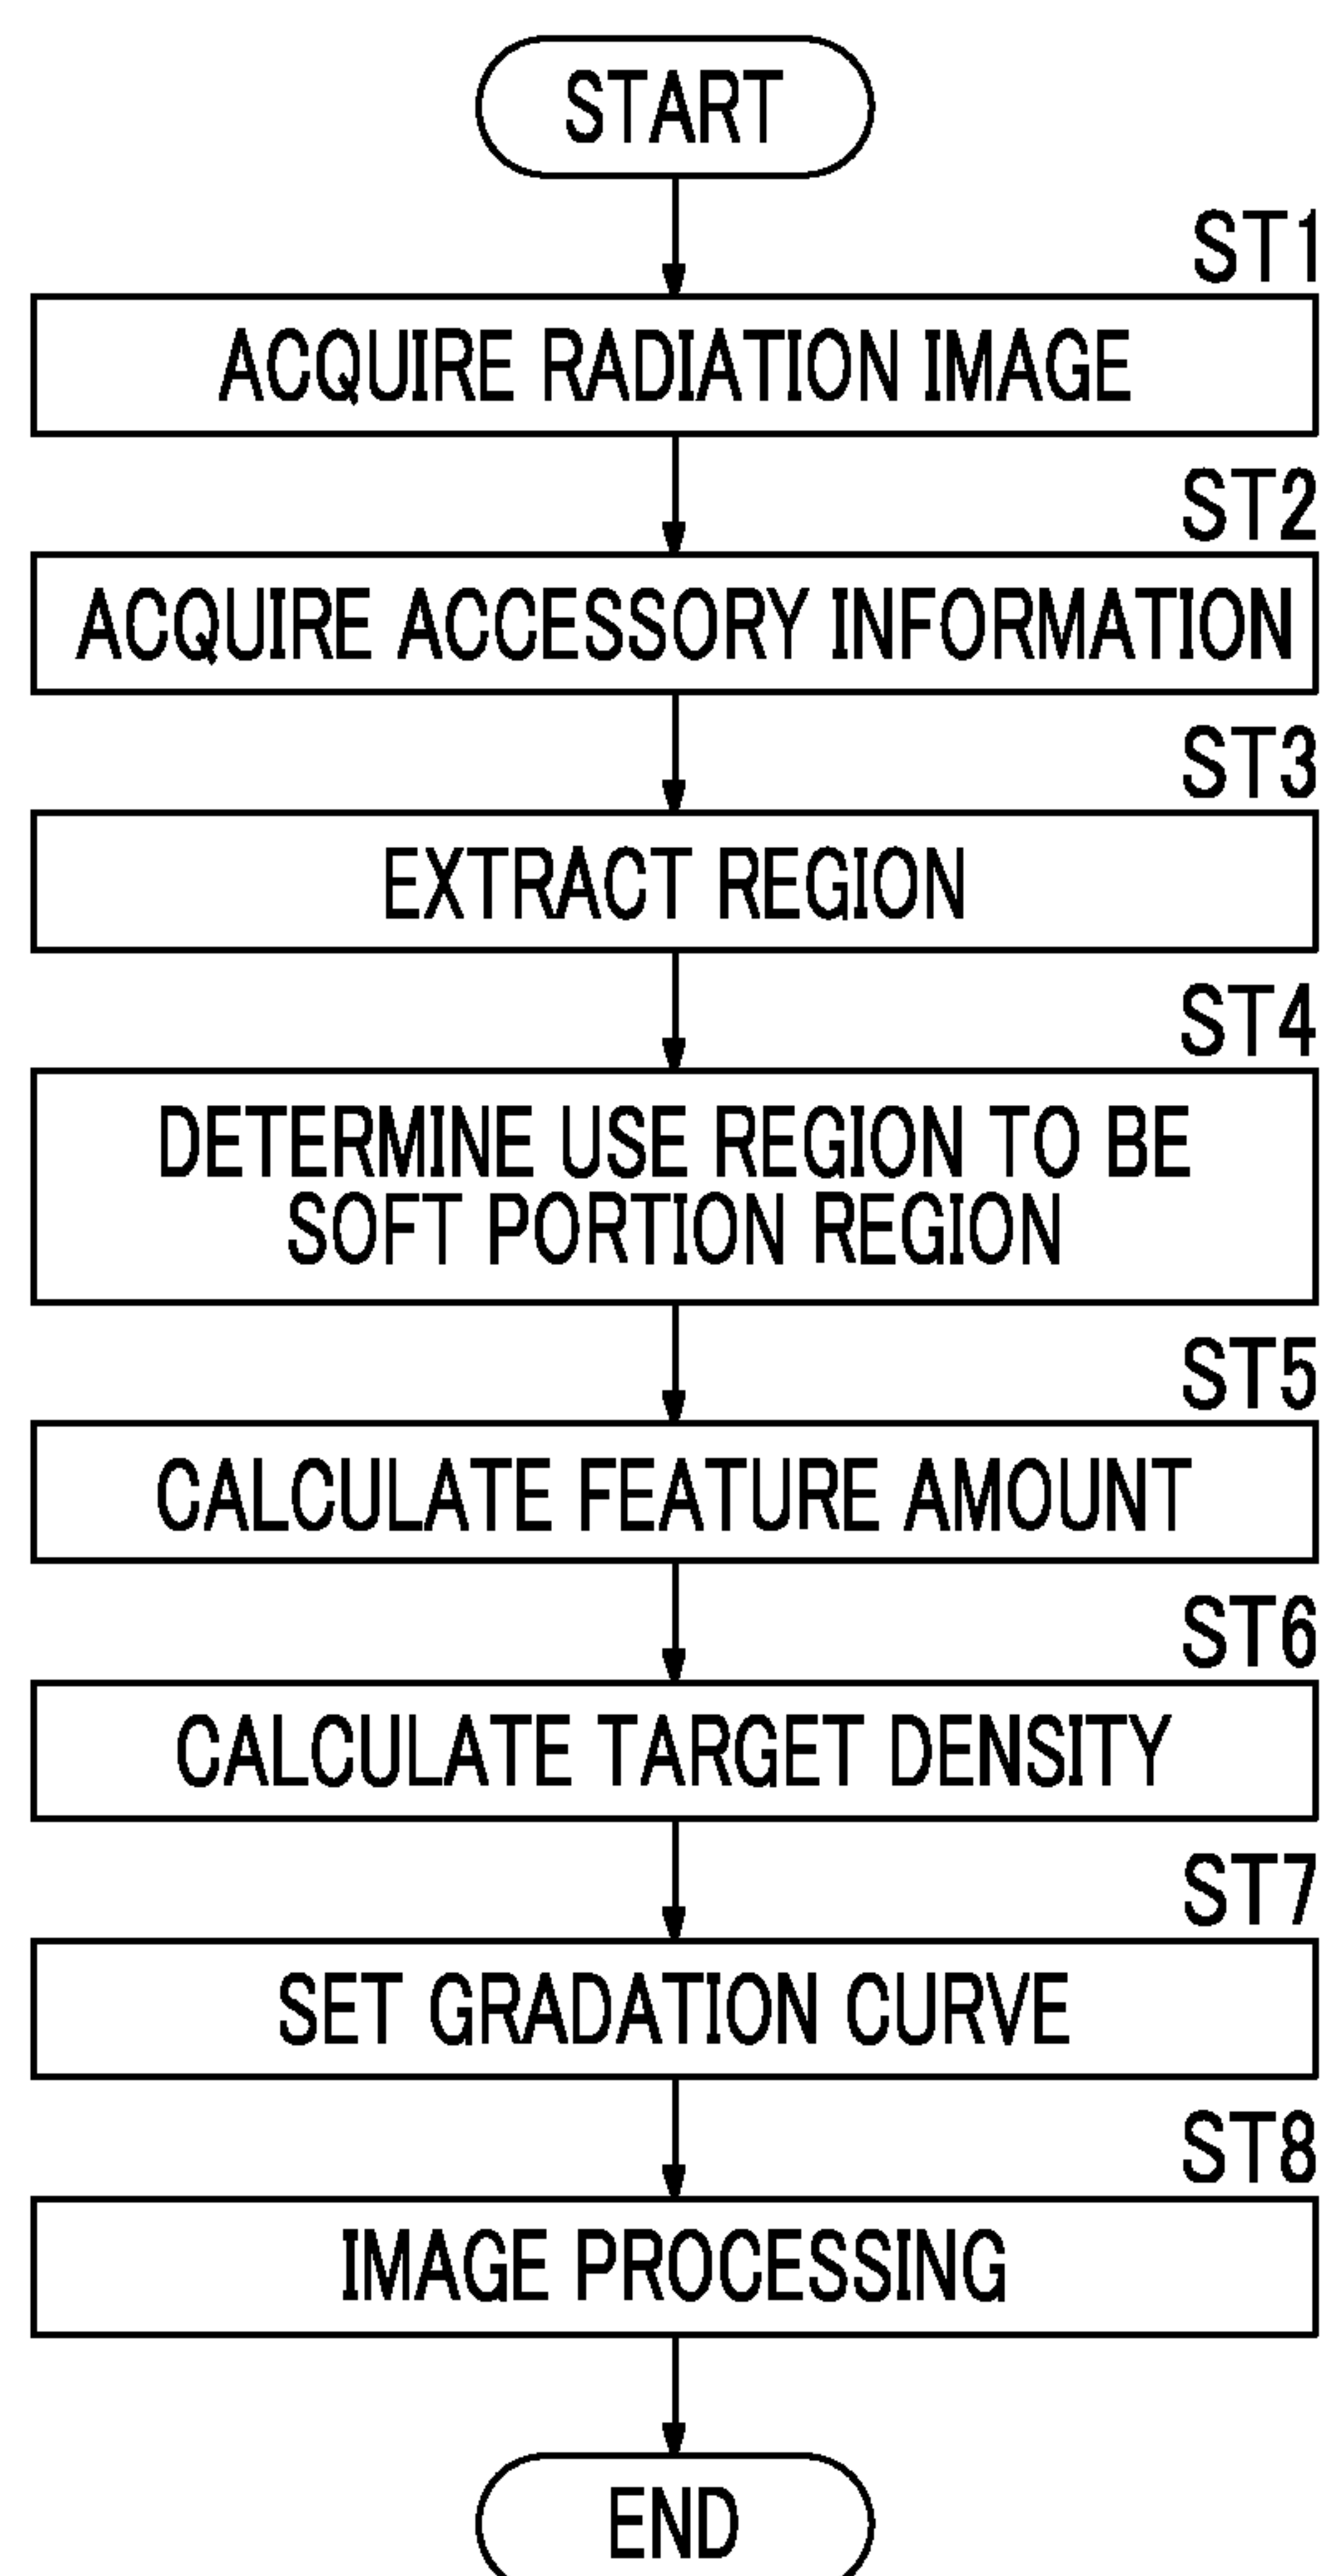 START
ST1
ACQUIRE RADIATION IMAGE
ST2
ACQUIRE ACCESSORY INFORMATION
ST3
EXTRACT REGION
ST4
DETERMINE USE REGION TO BE
SOFT PORTION REGION
ST5
CALCULATE FEATURE AMOUNT
ST6
CALCULATE TARGET DENSITY
ST7
SET GRADATION CURVE
ST8
IMAGE PROCESSING
END